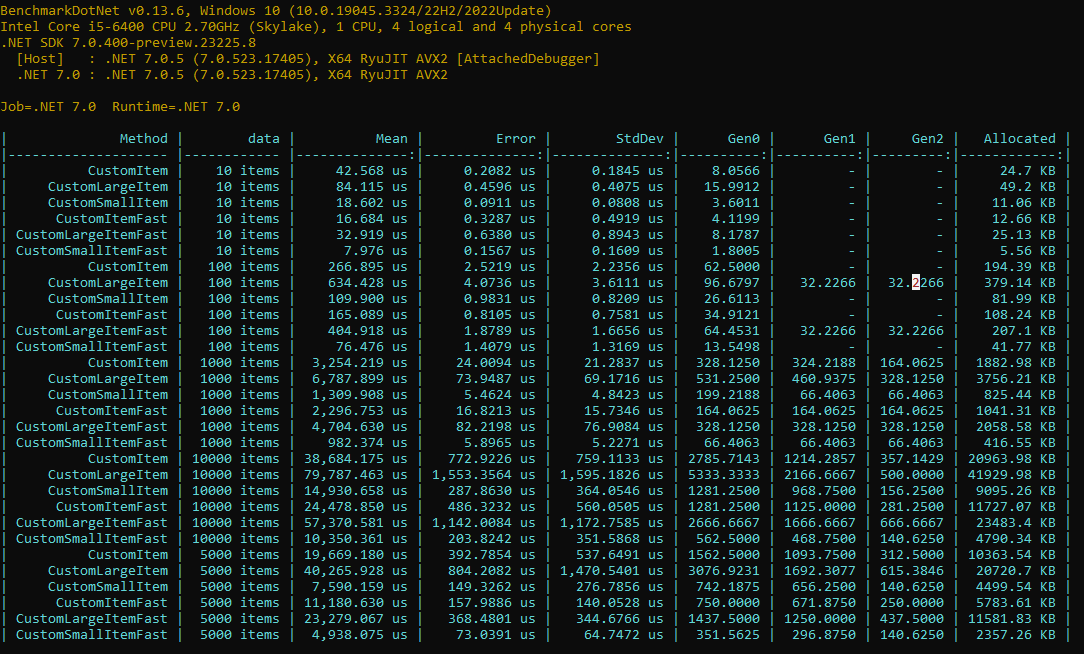 BenchmarkDotNet v0.13.6, Windows 10 (10.0.19045.3324/22H2/2022Update)
Intel Core i5-6400 CPU 2.70GHz (Skylake), 1 CPU, 4 logical and 4 physical cores
.NET SDK 7.0.400-preview.23225.8
  [Host]   : .NET 7.0.5 (7.0.523.17405), X64 RyuJIT AVX2 [AttachedDebugger]
  .NET 7.0 : .NET 7.0.5 (7.0.523.17405), X64 RyuJIT AVX2
Job=.NET 7.0  Runtime=.NET 7.0
| Method | data | Mean | Error | StdDev | Gen0 | Gen1 | Gen2 | Allocated |
|--------------------|------------|--------------:|--------------:|--------------:|----------:|----------:|---------:|------------:|
| CustomItem | 10 items | 42.568 us | 0.2082 us | 0.1845 us | 8.0566 | - | - | 24.7 KB |
| CustomLargeItem | 10 items | 84.115 us | 0.4596 us | 0.4075 us | 15.9912 | - | - | 49.2 KB |
| CustomSmallItem | 10 items | 18.602 us | 0.0911 us | 0.0808 us | 3.6011 | - | - | 11.06 KB |
| CustomItemFast | 10 items | 16.684 us | 0.3287 us | 0.4919 us | 4.1199 | - | - | 12.66 KB |
| CustomLargeItemFast | 10 items | 32.919 us | 0.6380 us | 0.8943 us | 8.1787 | - | - | 25.13 KB |
| CustomSmallItemFast | 10 items | 7.976 us | 0.1567 us | 0.1609 us | 1.8005 | - | - | 5.56 KB |
| CustomItem | 100 items | 266.895 us | 2.5219 us | 2.2356 us | 62.5000 | - | - | 194.39 KB |
| CustomLargeItem | 100 items | 634.428 us | 4.0736 us | 3.6111 us | 96.6797 | 32.2266 | 32.2266 | 379.14 KB |
| CustomSmallItem | 100 items | 109.900 us | 0.9831 us | 0.8209 us | 26.6113 | - | - | 81.99 KB |
| CustomItemFast | 100 items | 165.089 us | 0.8105 us | 0.7581 us | 34.9121 | - | - | 108.24 KB |
| CustomLargeItemFast | 100 items | 404.918 us | 1.8789 us | 1.6656 us | 64.4531 | 32.2266 | 32.2266 | 207.1 KB |
| CustomSmallItemFast | 100 items | 76.476 us | 1.4079 us | 1.3169 us | 13.5498 | - | - | 41.77 KB |
| CustomItem | 1000 items | 3,254.219 us | 24.0094 us | 21.2837 us | 328.1250 | 324.2188 | 164.0625 | 1882.98 KB |
| CustomLargeItem | 1000 items | 6,787.899 us | 73.9487 us | 69.1716 us | 531.2500 | 460.9375 | 328.1250 | 3756.21 KB |
| CustomSmallItem | 1000 items | 1,309.908 us | 5.4624 us | 4.8423 us | 199.2188 | 66.4063 | 66.4063 | 825.44 KB |
| CustomItemFast | 1000 items | 2,296.753 us | 16.8213 us | 15.7346 us | 164.0625 | 164.0625 | 164.0625 | 1041.31 KB |
| CustomLargeItemFast | 1000 items | 4,704.630 us | 82.2198 us | 76.9084 us | 328.1250 | 328.1250 | 328.1250 | 2058.58 KB |
| CustomSmallItemFast | 1000 items | 982.374 us | 5.8965 us | 5.2271 us | 66.4063 | 66.4063 | 66.4063 | 416.55 KB |
| CustomItem | 10000 items | 38,684.175 us | 772.9226 us | 759.1133 us | 2785.7143 | 1214.2857 | 357.1429 | 20963.98 KB |
| CustomLargeItem | 10000 items | 79,787.463 us | 1,553.3564 us | 1,595.1826 us | 5333.3333 | 2166.6667 | 500.0000 | 41929.98 KB |
| CustomSmallItem | 10000 items | 14,930.658 us | 287.8630 us | 364.0546 us | 1281.2500 | 968.7500 | 156.2500 | 9095.26 KB |
| CustomItemFast | 10000 items | 24,478.850 us | 486.3232 us | 560.0505 us | 1281.2500 | 1125.0000 | 281.2500 | 11727.07 KB |
| CustomLargeItemFast | 10000 items | 57,370.581 us | 1,142.0084 us | 1,172.7585 us | 2666.6667 | 1666.6667 | 666.6667 | 23483.4 KB |
| CustomSmallItemFast | 10000 items | 10,350.361 us | 203.8242 us | 351.5868 us | 562.5000 | 468.7500 | 140.6250 | 4790.34 KB |
| CustomItem | 5000 items | 19,669.180 us | 392.7854 us | 537.6491 us | 1562.5000 | 1093.7500 | 312.5000 | 10363.54 KB |
| CustomLargeItem | 5000 items | 40,265.928 us | 804.2082 us | 1,470.5401 us | 3076.9231 | 1692.3077 | 615.3846 | 20720.7 KB |
| CustomSmallItem | 5000 items | 7,590.159 us | 149.3262 us | 276.7856 us | 742.1875 | 656.2500 | 140.6250 | 4499.54 KB |
| CustomItemFast | 5000 items | 11,180.630 us | 157.9886 us | 140.0528 us | 750.0000 | 671.8750 | 250.0000 | 5783.61 KB |
| CustomLargeItemFast | 5000 items | 23,279.067 us | 368.4801 us | 344.6766 us | 1437.5000 | 1250.0000 | 437.5000 | 11581.83 KB |
| CustomSmallItemFast | 5000 items | 4,938.075 us | 73.0391 us | 64.7472 us | 351.5625 | 296.8750 | 140.6250 | 2357.26 KB |